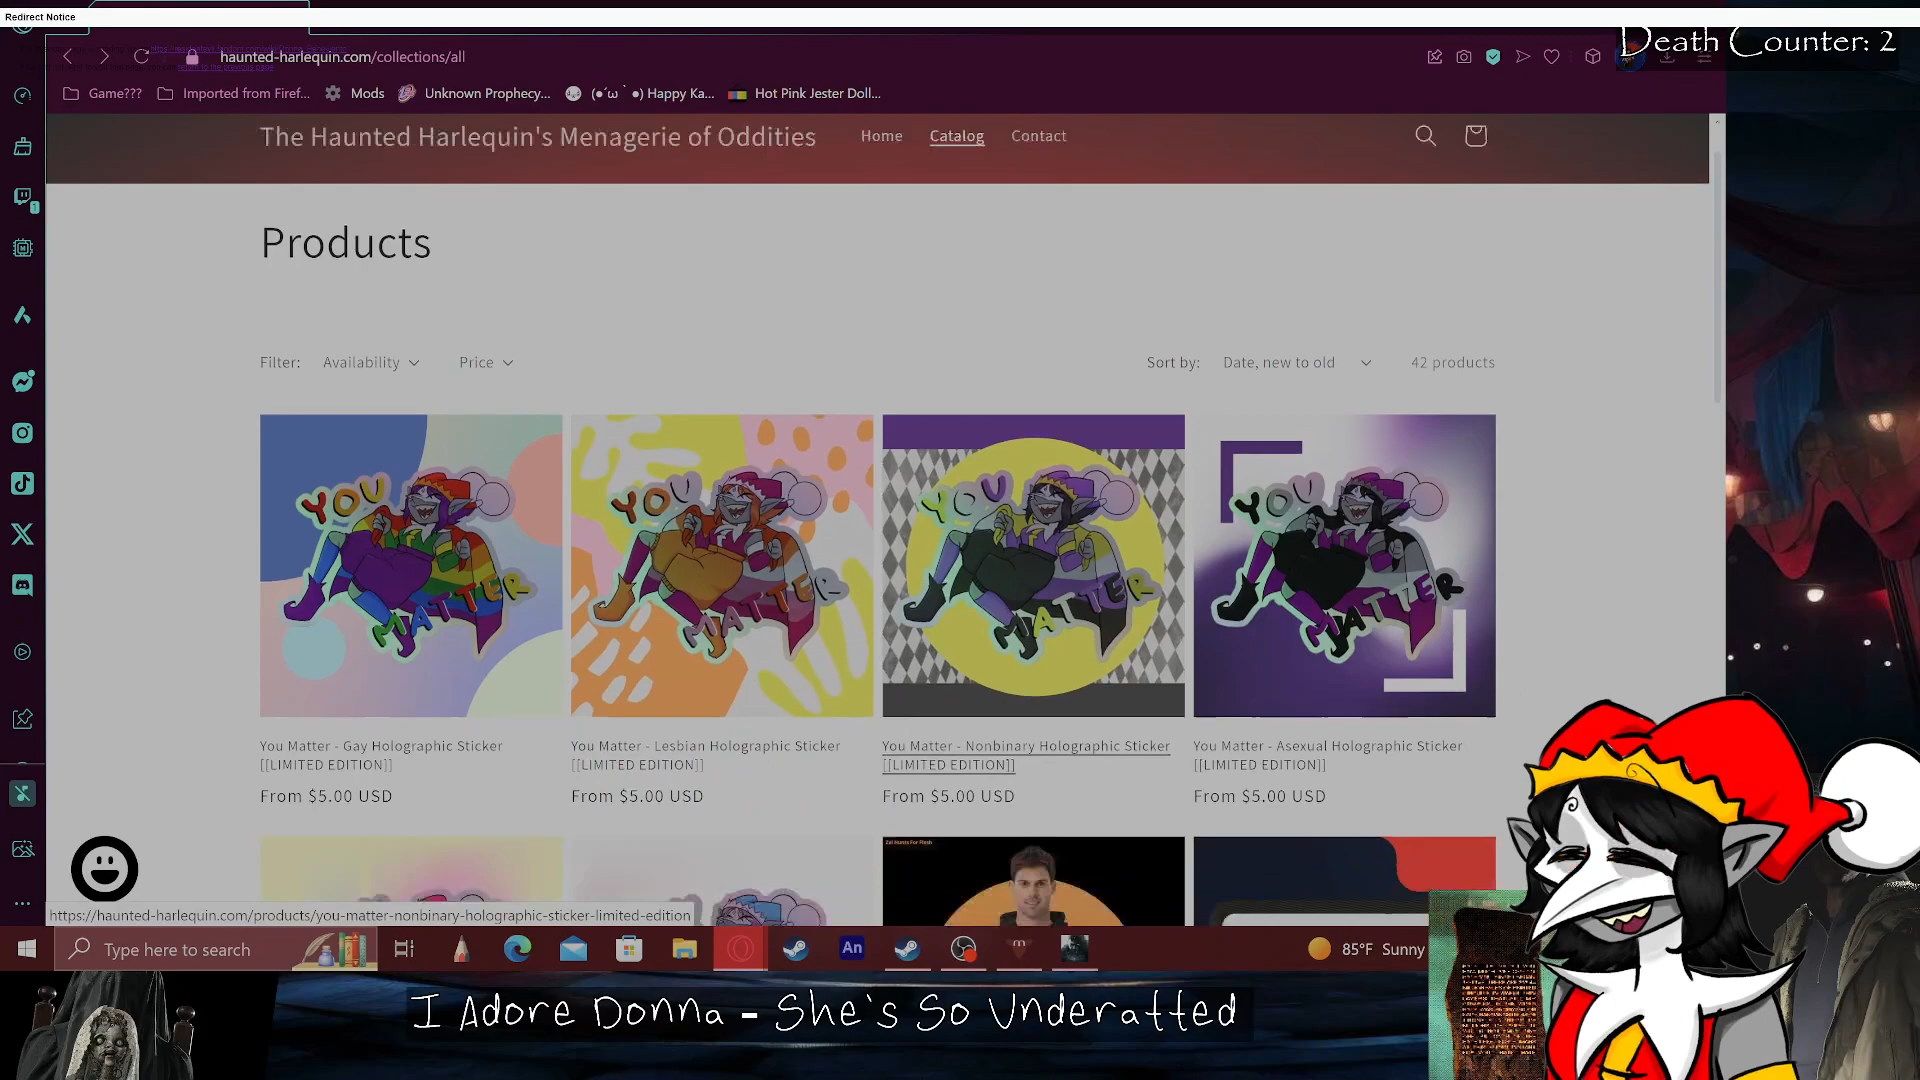 Redirect Notice
Death Counter: 2
haunted-harlequin.com/collections/all
Game???
Imported from Firef...
Mods
Unknown Prophecy...
(●´ω｀●) Happy Ka...
Hot Pink Jester Doll...
The Haunted Harlequin's Menagerie of Oddities
Home
Catalog
Contact
1
Products
Filter:
Availability
Price
Sort by:
Date, new to old
42 products
YOU MATTER
YOU MATTER
YOU MATTER
YOU MATTER
You Matter - Gay Holographic Sticker
[[LIMITED EDITION]]
From $5.00 USD
You Matter - Lesbian Holographic Sticker
[[LIMITED EDITION]]
From $5.00 USD
You Matter - Nonbinary Holographic Sticker
[[LIMITED EDITION]]
From $5.00 USD
You Matter - Asexual Holographic Sticker
[[LIMITED EDITION]]
From $5.00 USD
https://haunted-harlequin.com/products/you-matter-nonbinary-holographic-sticker-limited-edition
Type here to search
An
85°F Sunny
I Adore Donna - She's So Underatted